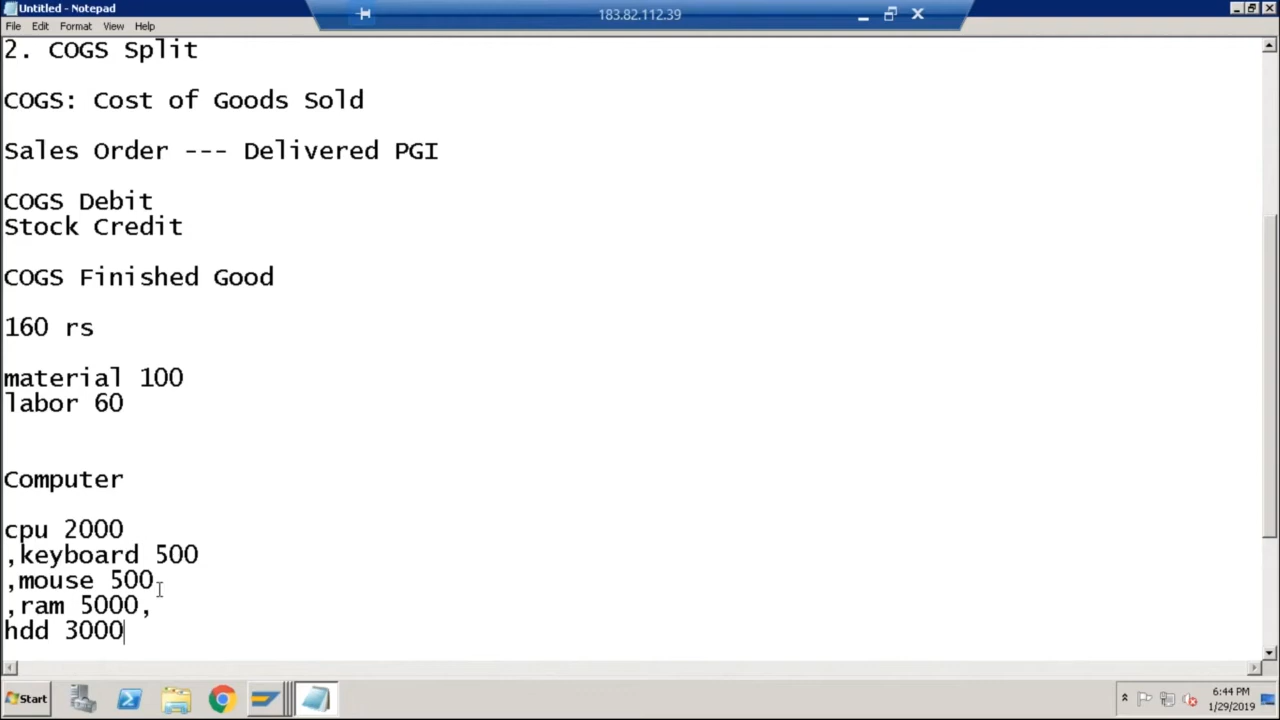 Untitled - Notepad
183.82.112.39
File Edit Format View Help
2. COGS Split
COGS: Cost of Goods Sold
Sales Order --- Delivered PGI
COGS Debit
Stock Credit
COGS Finished Good
160 rs
material 100
labor 60
Computer
cpu 2000
,keyboard 500
,mouse 500
,ram 5000,
hdd 3000
Start
6:44 PM
1/29/2019